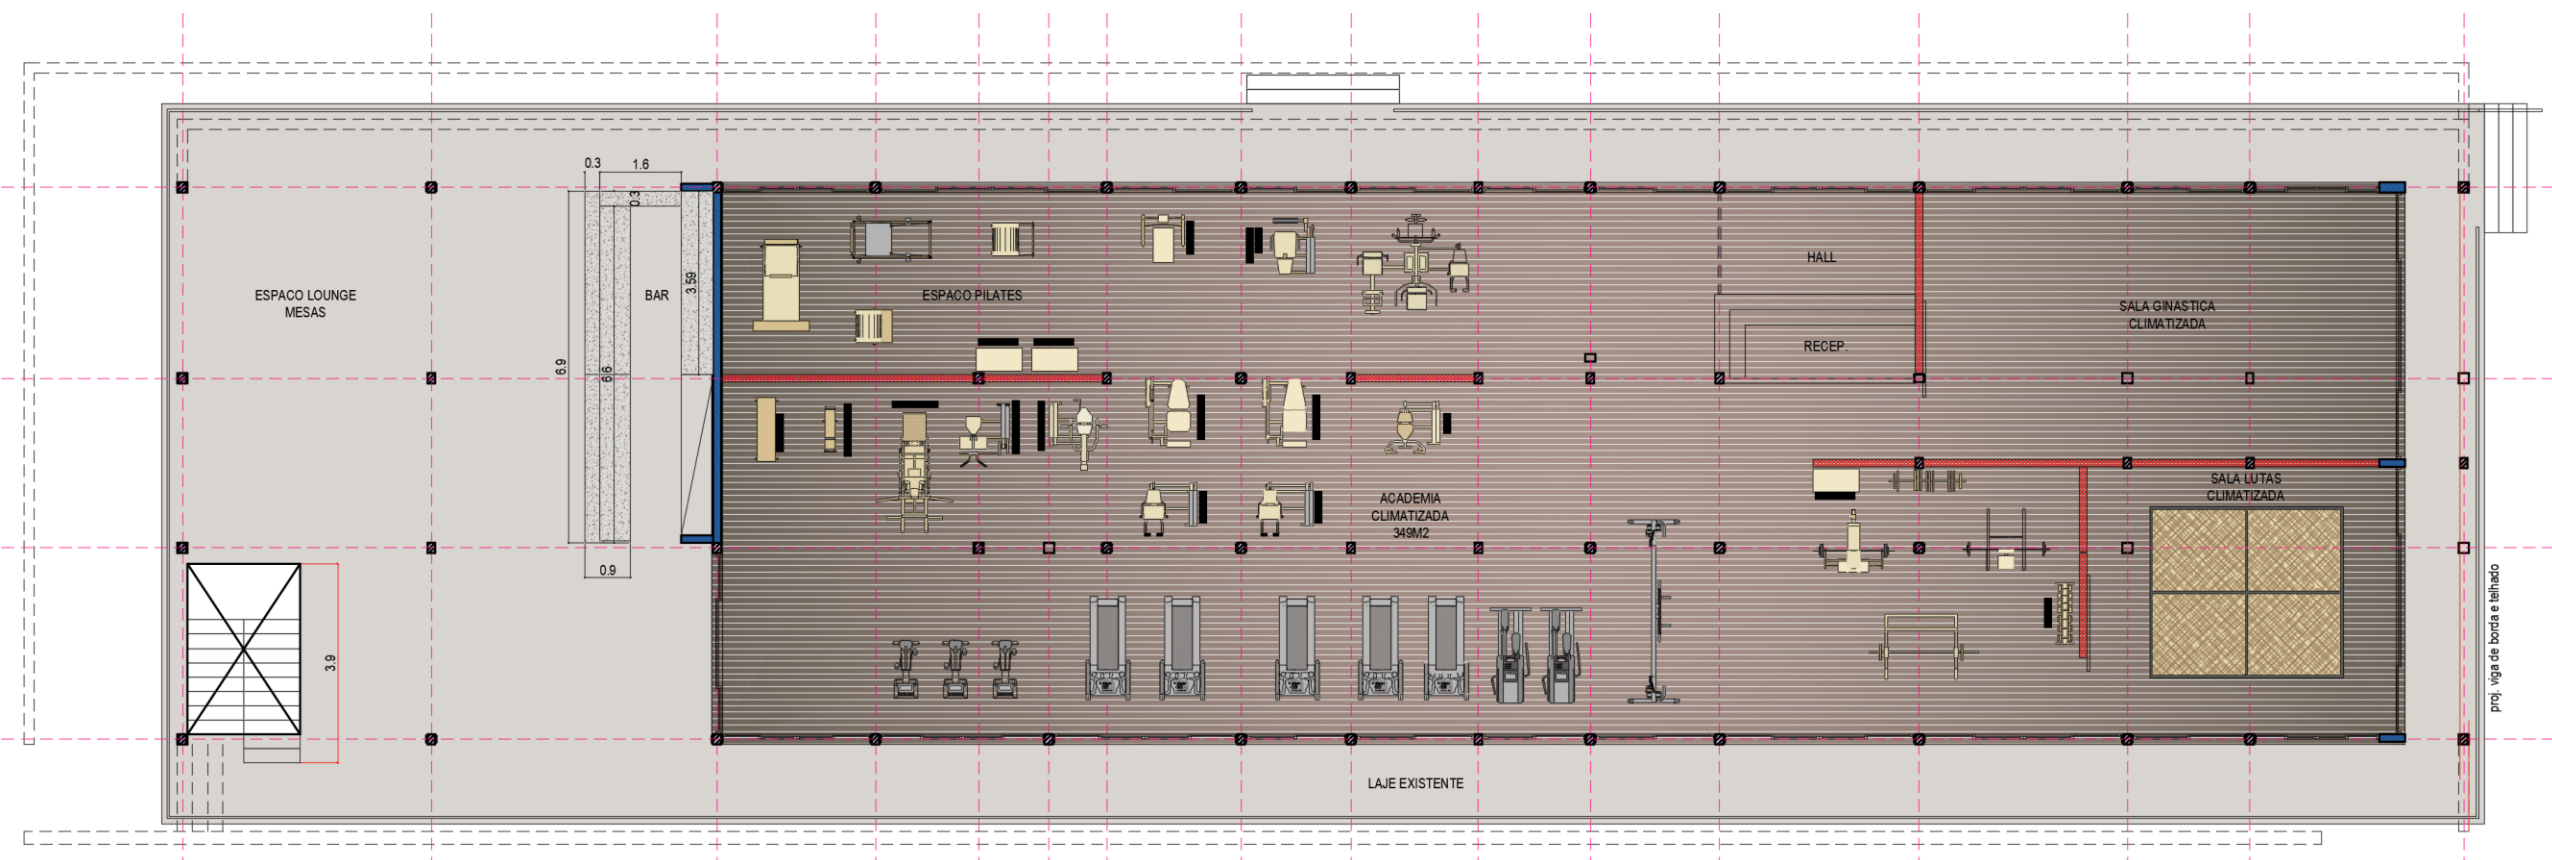 0.3
1.6
0.3
ESPACO LOUNGE
MESAS
BAR
3.59
ESPACO PILATES
HALL
RECEP.
SALA GINASTICA
CLIMATIZADA
6.9
6.6
ACADEMIA
CLIMATIZADA
349M2
SALA LUTAS
CLIMATIZADA
0.9
3.9
proj. viga de borda e telhado
LAJE EXISTENTE